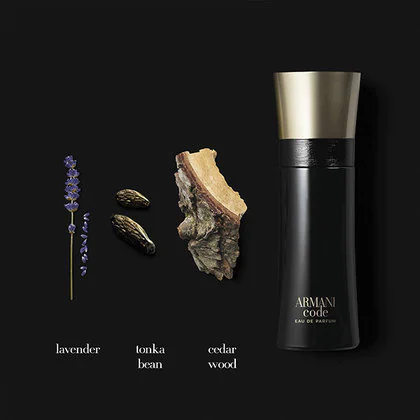 lavender
tonka
bean
cedar
wood
ARMANI
code
EAU DE PARFUM